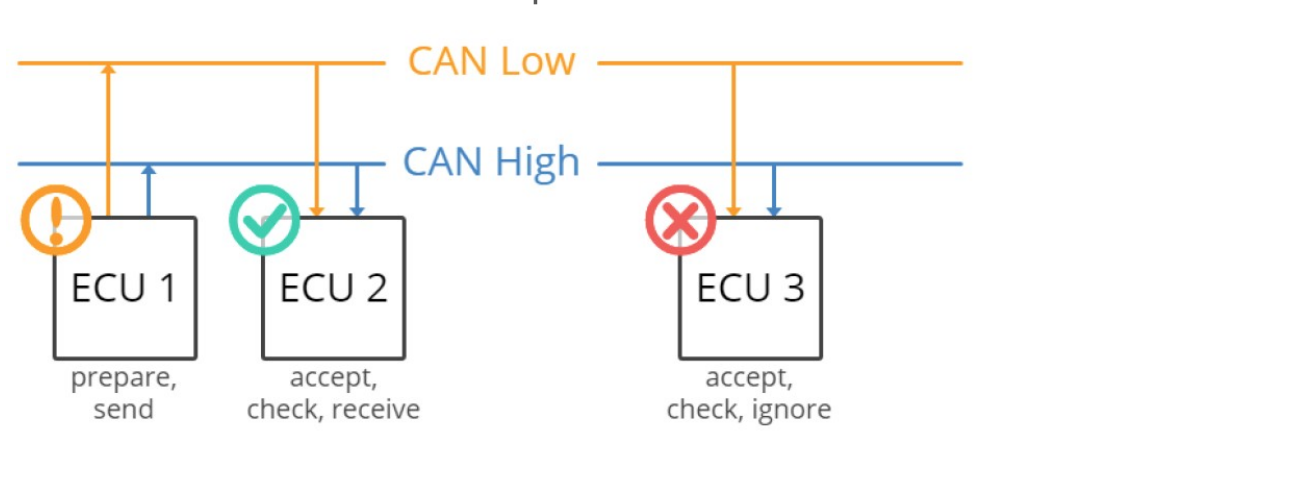 CAN Low
CAN High
ECU 1
ECU 2
ECU 3
prepare,
send
accept,
check, receive
accept,
check, ignore